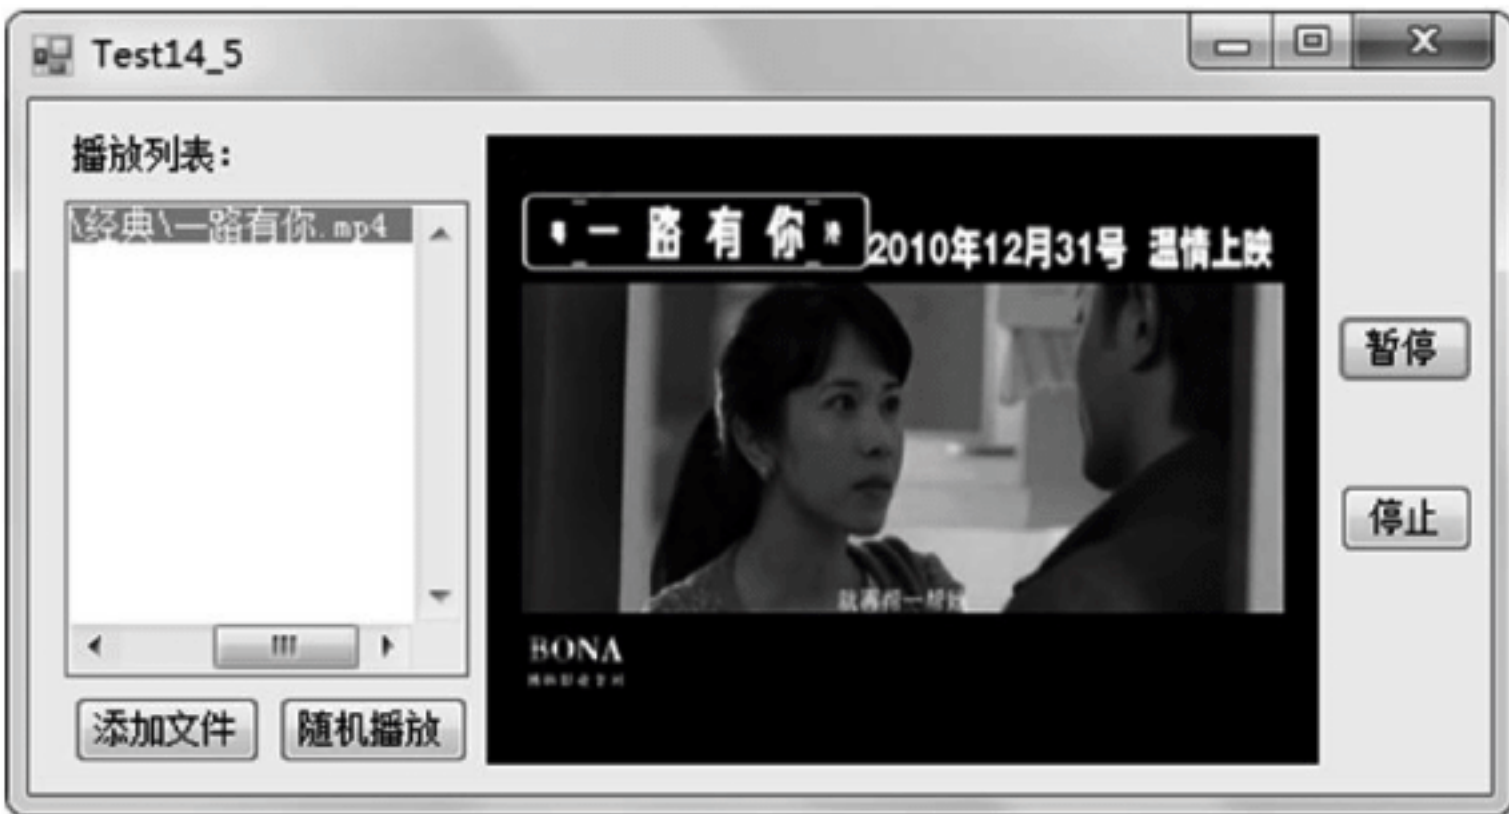 Test14_5
播放列表:
\经典\一路有你.mp4
一路有你
2010年12月31号 温情上映
暂停
停止
BONA
添加文件 随机播放